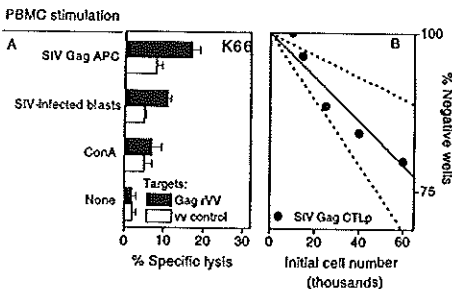 PBMC stimulation
A
K66
SIV Gag APC
SIV-infected blasts
ConA
None
Targets:
Gag rVV
vv control
0 10 20 30
% Specific lysis
B
100
75
% Negative wells
SIV Gag CTLp
0 20 40 60
Initial cell number
(thousands)